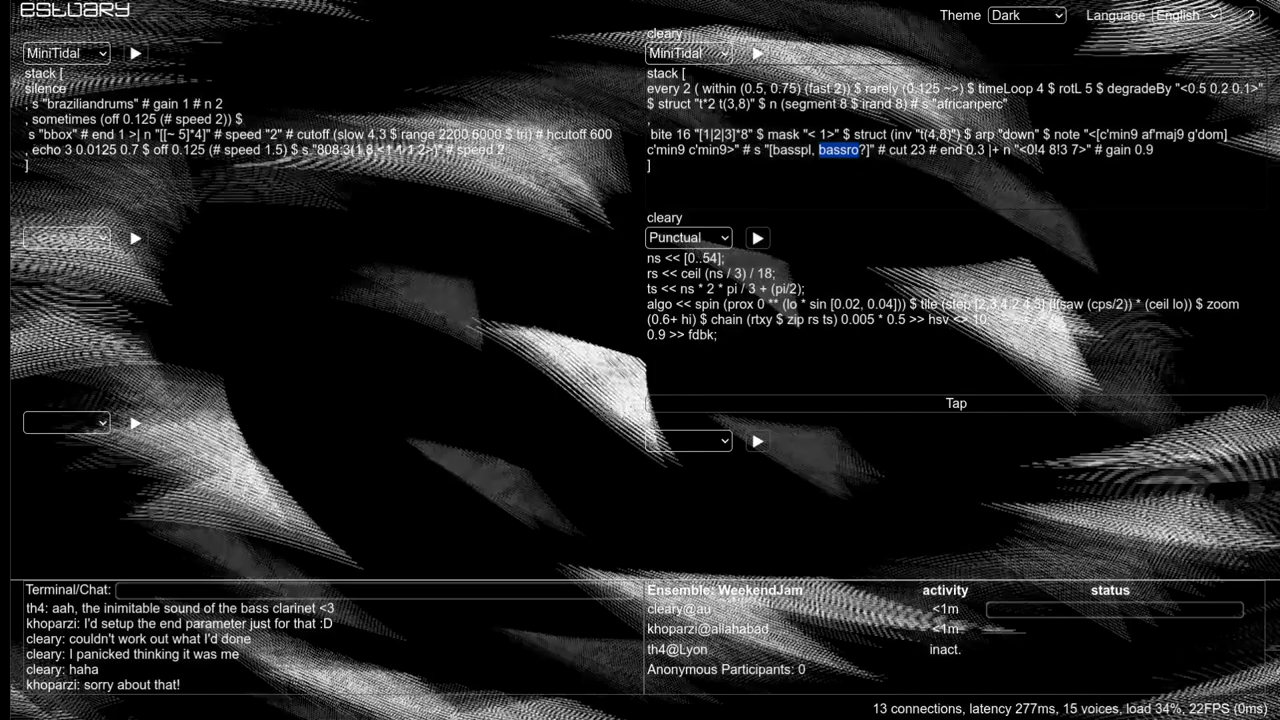 estuary
Theme Dark Language English ?
MiniTidal
stack [
silence
, s "braziliandrums" # gain 1 # n 2
, sometimes (off 0.125 (# speed 2)) $
s "bbox" # end 1 >| n "[[~ 5]*4]" # speed "2" # cutoff (slow 4.3 $ range 2200 6000 $ tri) # hcutoff 600
, echo 3 0.0125 0.7 $ off 0.125 (# speed 1.5) $ s "808:3(1,8,<1 1 1 2>)" # speed 2
]
cleary
MiniTidal
stack [
every 2 ( within (0.5, 0.75) (fast 2)) $ rarely (0.125 ~>) $ timeLoop 4 $ rotL 5 $ degradeBy "<0.5 0.2 0.1>"
$ struct "t*2 t(3,8)" $ n (segment 8 $ irand 8) # s "africanperc"
,
bite 16 "[1|2|3]*8" $ mask "< 1>" $ struct (inv "t(4,8)") $ arp "down" $ note "<[c'min9 af'maj9 g'dom]
c'min9 c'min9>" # s "[basspl, bassro?]" # cut 23 # end 0.3 |+ n "<0!4 8!3 7>" # gain 0.9
]
cleary
Punctual
ns << [0..54];
rs << ceil (ns / 3) / 18;
ts << ns * 2 * pi / 3 + (pi/2);
algo << spin (prox 0 ** (lo * sin [0.02, 0.04])) $ tile (step [2,3,4,2,4,3] (lfsaw (cps/2)) * (ceil lo)) $ zoom
(0.6+ hi) $ chain (rtxy $ zip rs ts) 0.005 * 0.5 >> hsv <> 10;
0.9 >> fdbk;
Tap
Terminal/Chat:
th4: aah, the inimitable sound of the bass clarinet <3
khoparzi: I'd setup the end parameter just for that :D
cleary: couldn't work out what I'd done
cleary: I panicked thinking it was me
cleary: haha
khoparzi: sorry about that!
Ensemble: WeekendJam activity status
cleary@au <1m
khoparzi@allahabad <1m
th4@Lyon inact.
Anonymous Participants: 0
13 connections, latency 277ms, 15 voices, load 34%, 22FPS (0ms)